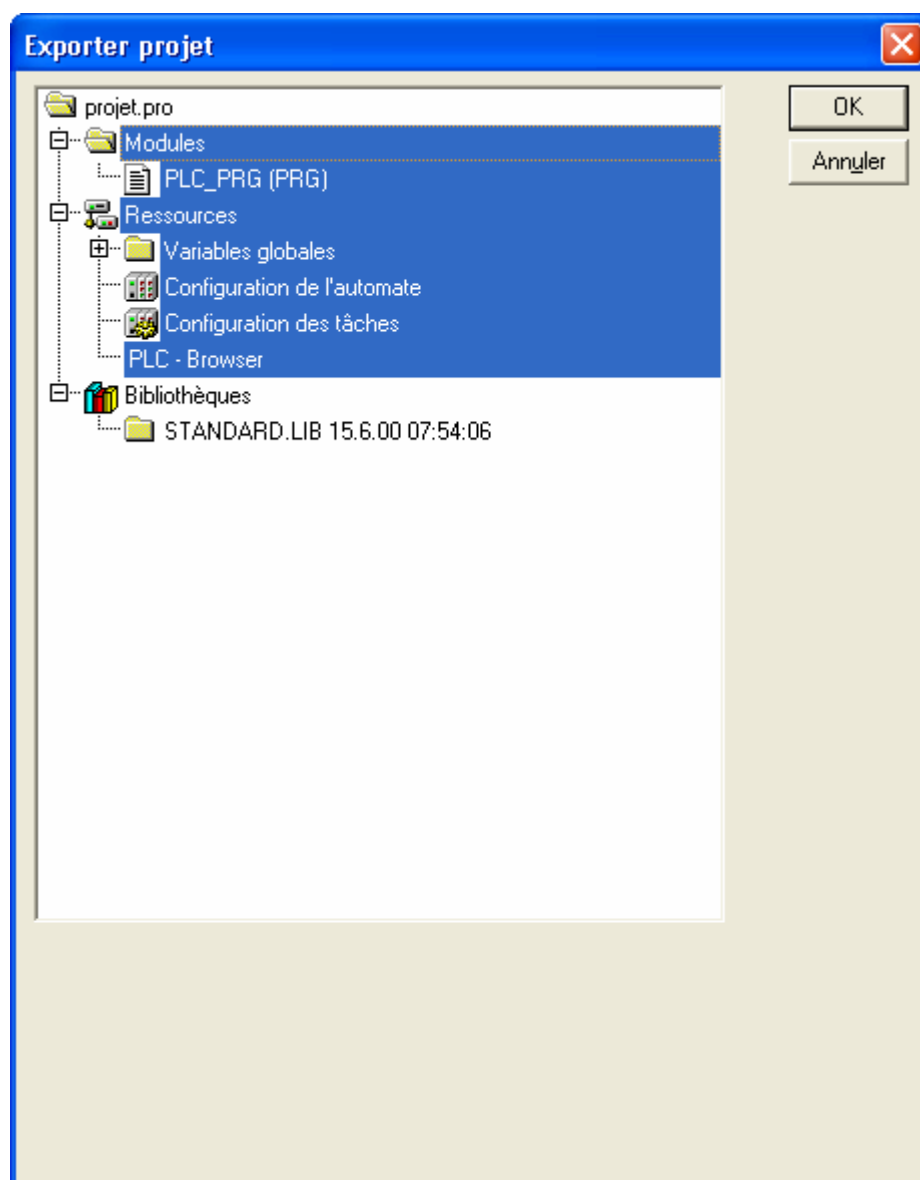 Exporter projet
projet.pro
OK
Modules
Annuler
PLC_PRG (PRG)
Ressources
Variables globales
Configuration de l'automate
Configuration des tâches
PLC - Browser
Bibliothèques
STANDARD.LIB 15.6.00 07:54:06